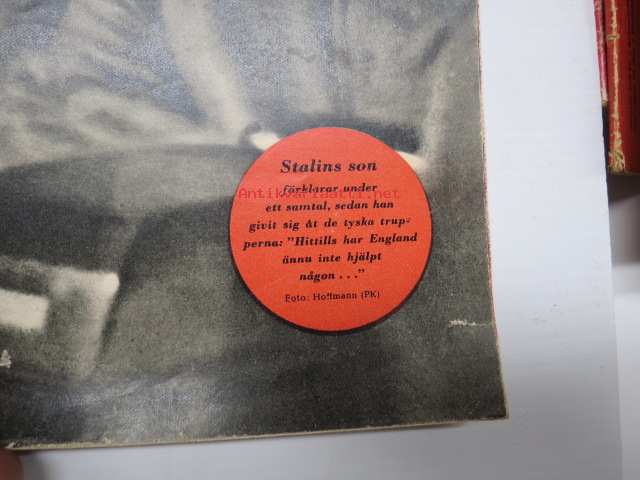 Stalins son
förklarar under
ett samtal, sedan han
givit sig åt de tyska trup-
perna: "Hittills har England
ännu inte hjälpt
någon . . ."
Foto: Hoffmann (PK)
Antikvariaatti.net